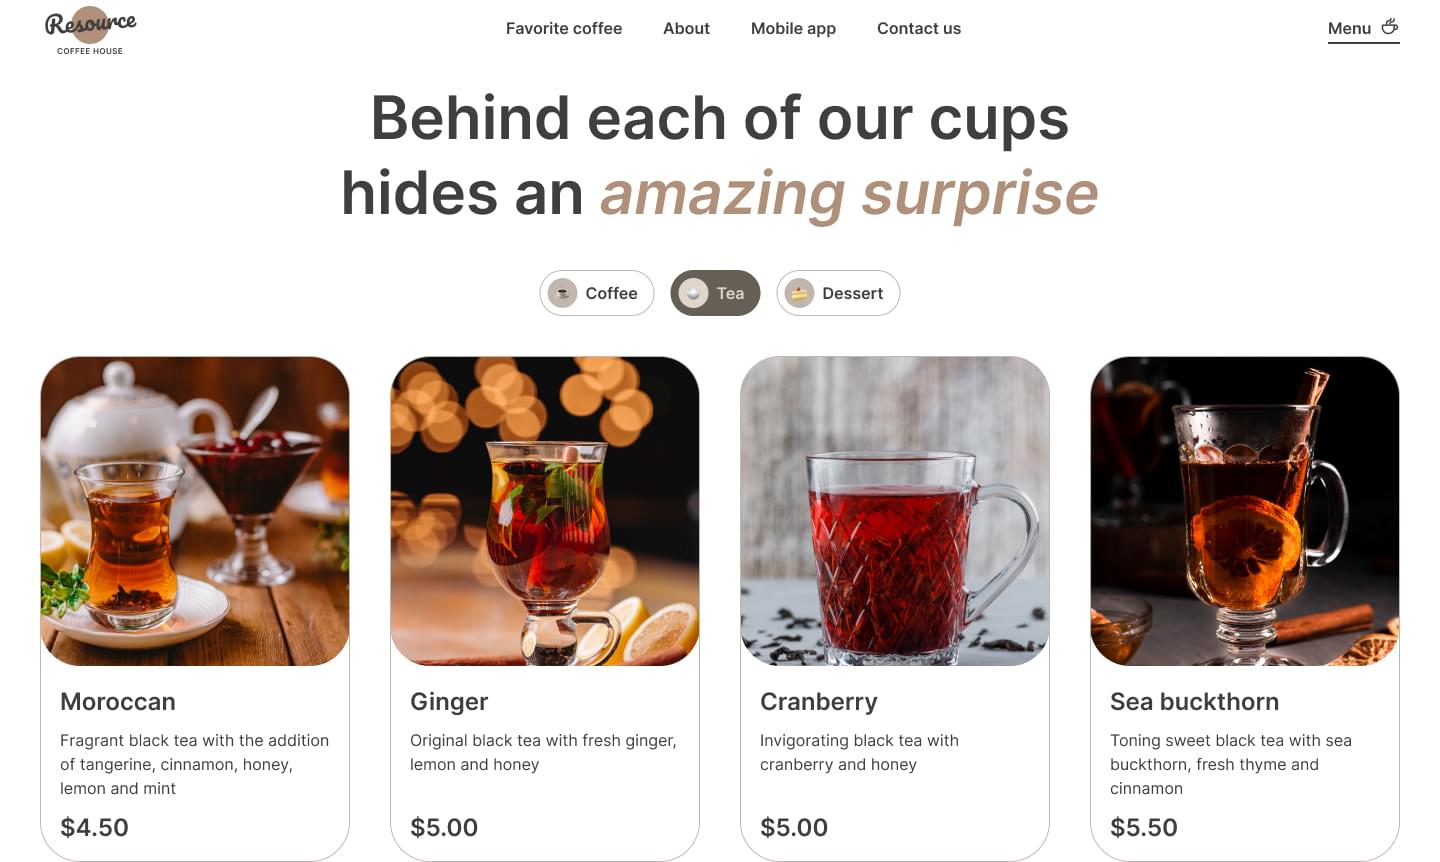 Resource
COFFEE HOUSE
Favorite coffee
About
Mobile app
Contact us
Menu
Behind each of our cups
hides an amazing surprise
Coffee
Tea
Dessert
Moroccan
Fragrant black tea with the addition
of tangerine, cinnamon, honey,
lemon and mint
$4.50
Ginger
Original black tea with fresh ginger,
lemon and honey
$5.00
Cranberry
Invigorating black tea with
cranberry and honey
$5.00
Sea buckthorn
Toning sweet black tea with sea
buckthorn, fresh thyme and
cinnamon
$5.50